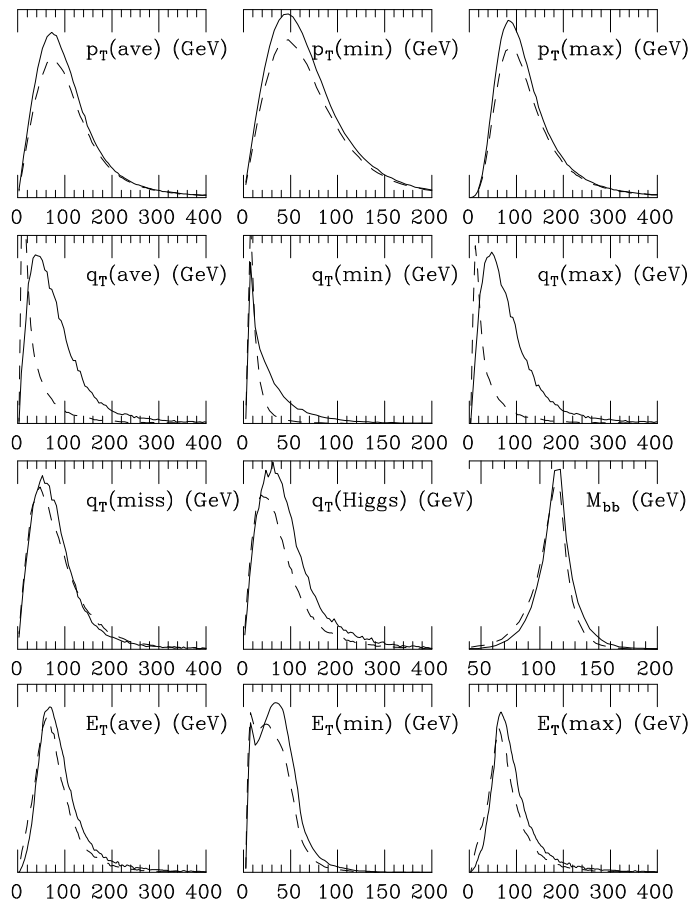 p_T(ave) (GeV) p_T(min) (GeV) p_T(max) (GeV)
0 100 200 300 400 0 50 100 150 200 0 100 200 300 400
q_T(ave) (GeV) q_T(min) (GeV) q_T(max) (GeV)
0 100 200 300 400 0 50 100 150 200 0 100 200 300 400
q_T(miss) (GeV) q_T(Higgs) (GeV) M_bb (GeV)
0 100 200 300 400 0 100 200 300 400 50 100 150 200
E_T(ave) (GeV) E_T(min) (GeV) E_T(max) (GeV)
0 100 200 300 400 0 50 100 150 200 0 100 200 300 400